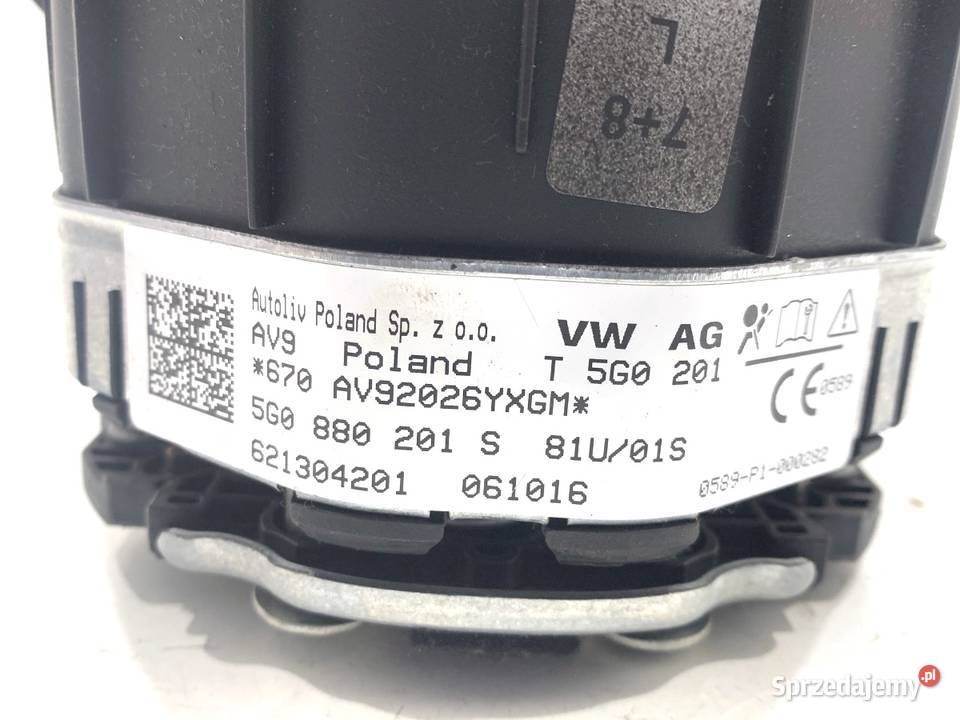 L
7+8
Autoliv Poland Sp. z o.o.
VW AG
AV9 Poland T 5G0 201
*670 AV92026YXGM*
CE 0589
5G0 880 201 S 81U/01S
621304201 061016
0589-P1-000282
Sprzedajemy.pl